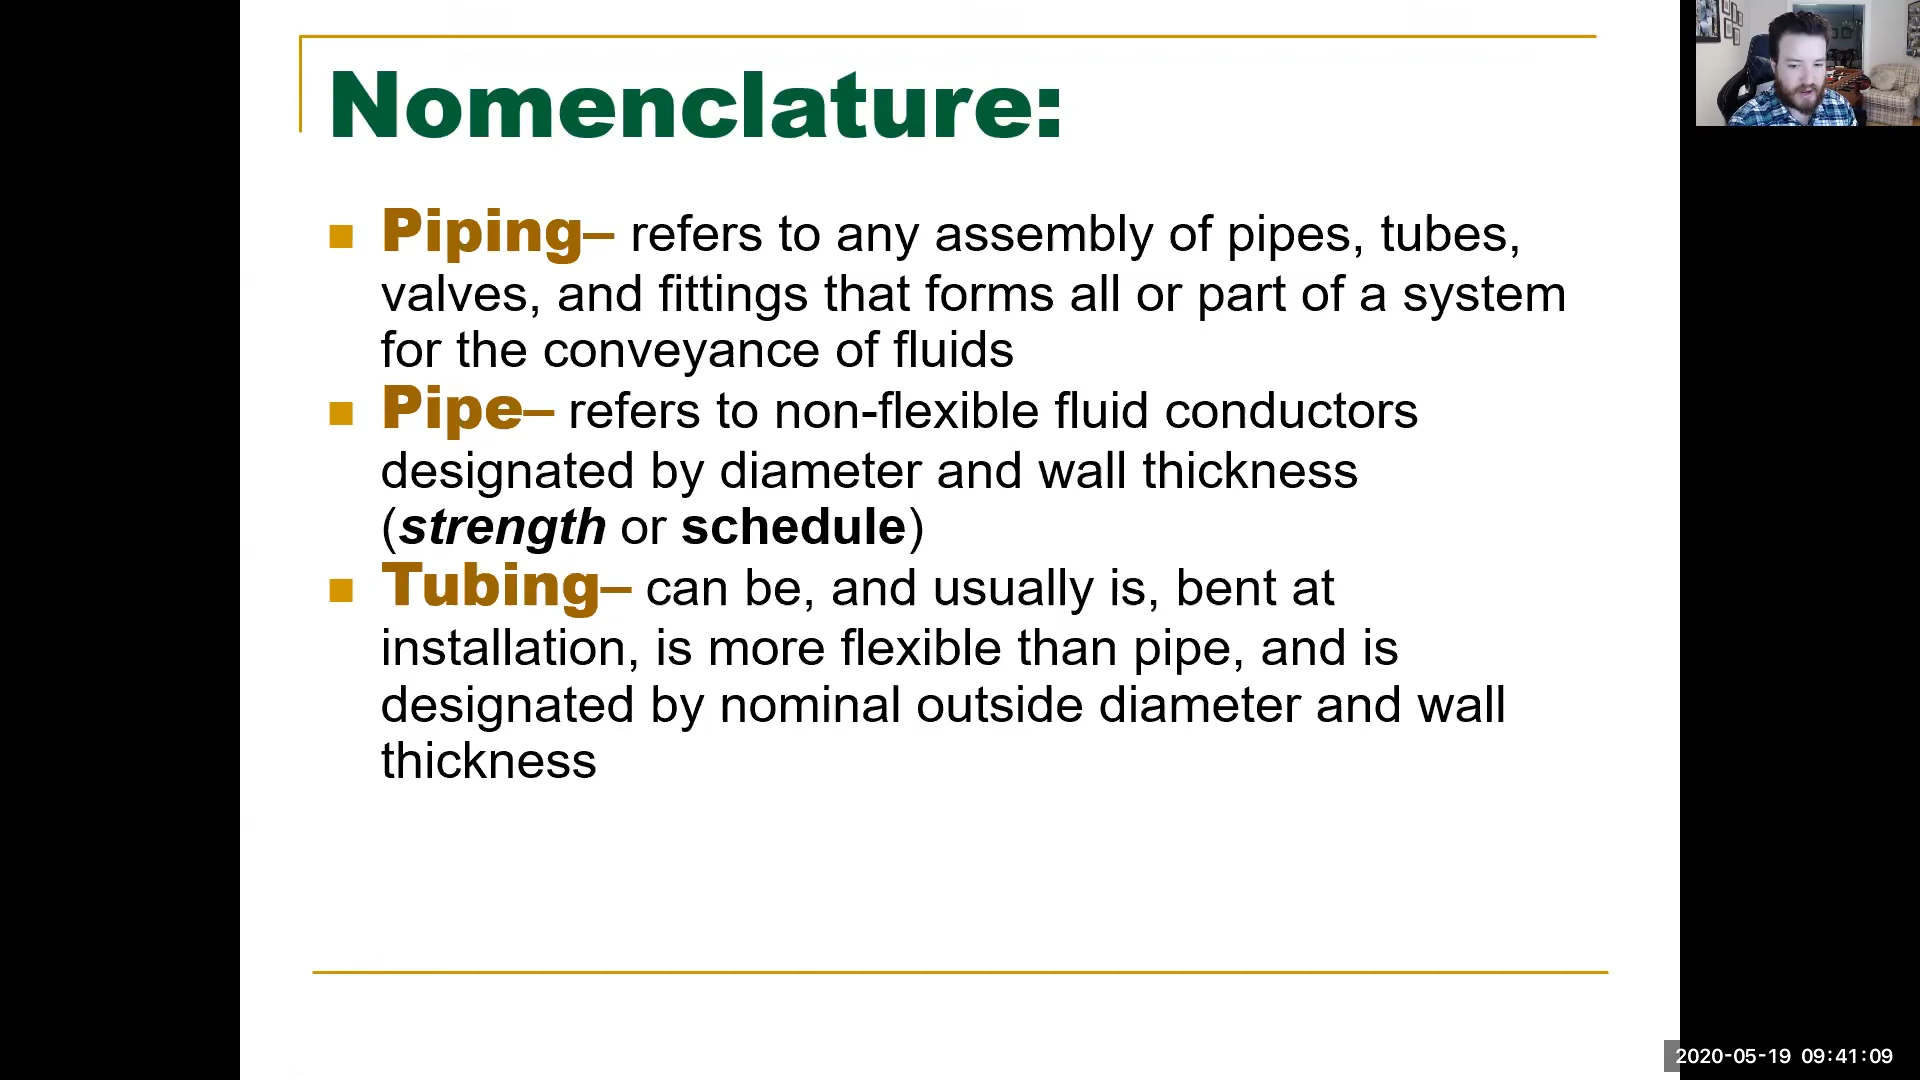 Nomenclature:
Piping– refers to any assembly of pipes, tubes,
valves, and fittings that forms all or part of a system
for the conveyance of fluids
Pipe– refers to non-flexible fluid conductors
designated by diameter and wall thickness
(strength or schedule)
Tubing– can be, and usually is, bent at
installation, is more flexible than pipe, and is
designated by nominal outside diameter and wall
thickness
2020-05-19 09:41:09